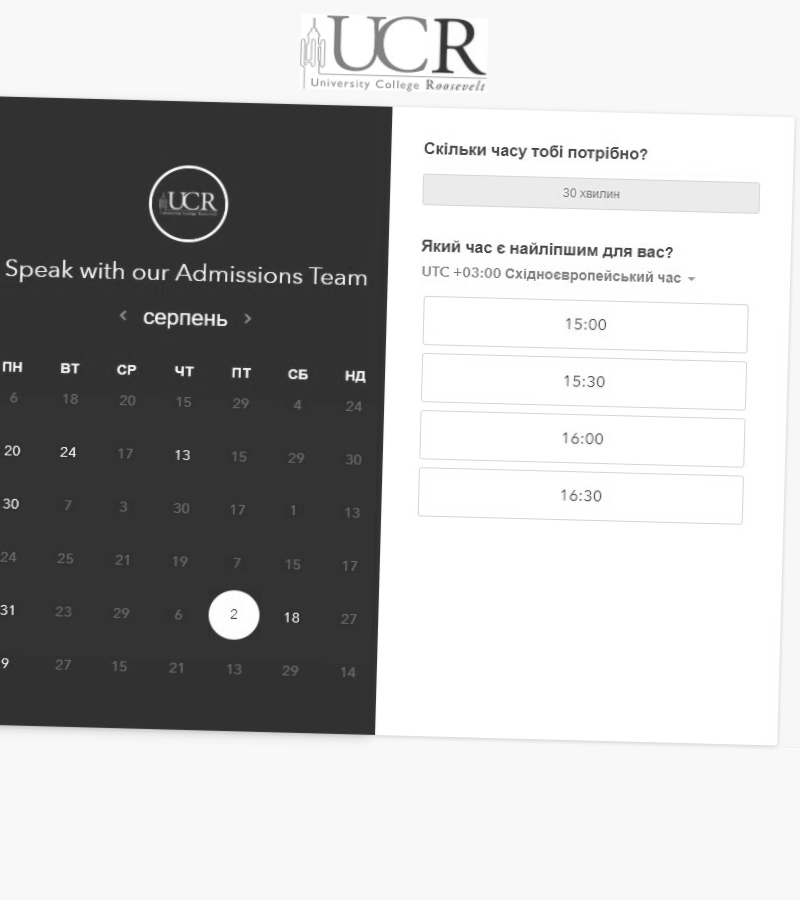 UCR
University College Roosevelt
UCR
Speak with our Admissions Team
серпень
ПН ВТ СР ЧТ ПТ СБ НД
6 18 20 15 29 4 24
20 24 17 13 15 29 30
30 7 3 30 17 1 13
24 25 21 19 7 15 17
31 23 29 6 2 18 27
9 27 15 21 13 29 14
Скільки часу тобі потрібно?
30 хвилин
Який час є найліпшим для вас?
UTC +03:00 Східноєвропейський час
15:00
15:30
16:00
16:30